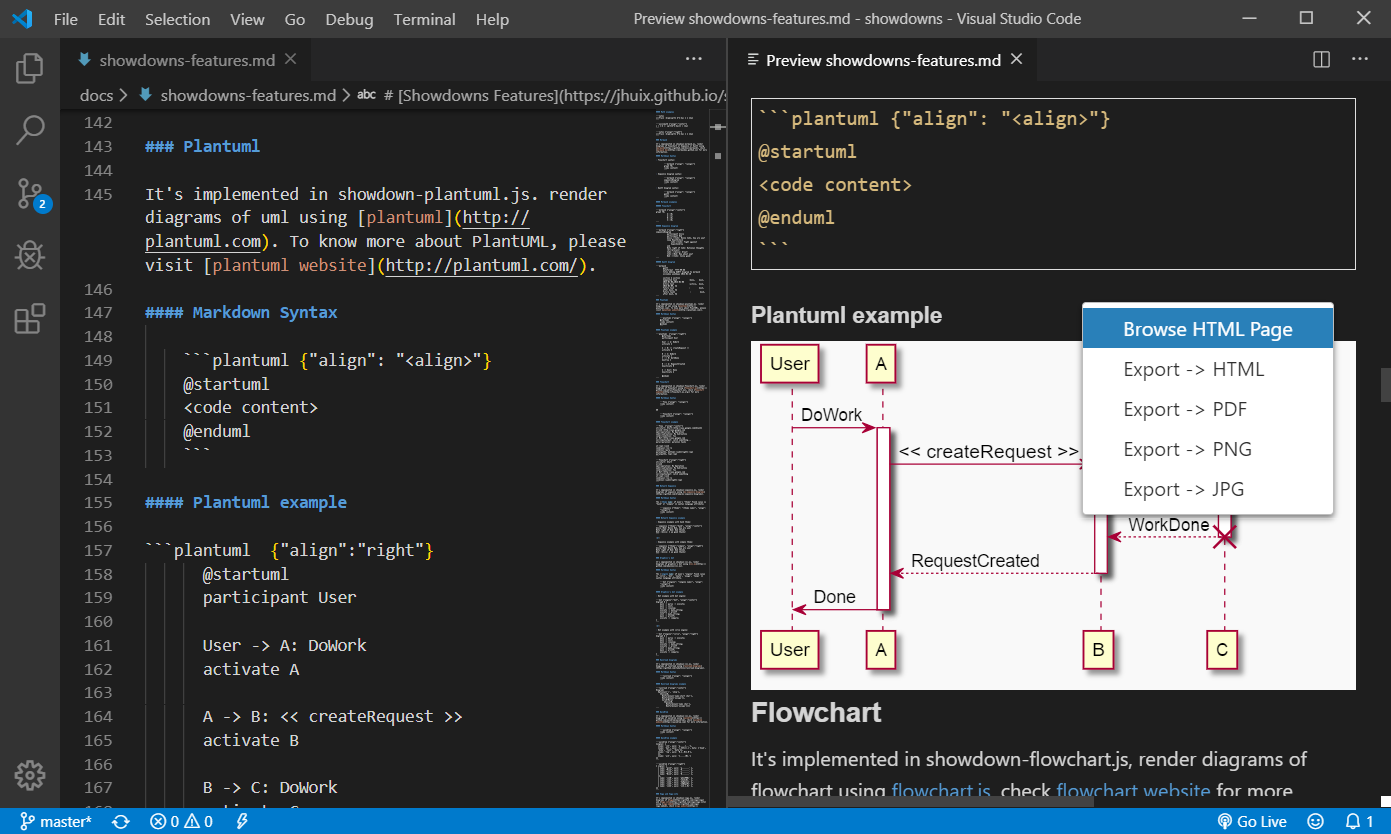 File Edit Selection View Go Debug Terminal Help
Preview showdowns-features.md - showdowns - Visual Studio Code
showdowns-features.md
docs > showdowns-features.md > abc # [Showdowns Features](https://jhuix.github.io/s
142
143 ### Plantuml
144
145 It's implemented in showdown-plantuml.js. render
diagrams of uml using [plantuml](http://
plantuml.com). To know more about PlantUML, please
visit [plantuml website](http://plantuml.com/).
146
147 #### Markdown Syntax
148
149 ```plantuml {"align": "<align>"}
150 @startuml
151 <code content>
152 @enduml
153 ```
154
155 #### Plantuml example
156
157 ```plantuml  {"align":"right"}
158 @startuml
159 participant User
160
161 User -> A: DoWork
162 activate A
163
164 A -> B: << createRequest >>
165 activate B
166
167 B -> C: DoWork
2
Preview showdowns-features.md
```plantuml {"align": "<align>"}
@startuml
<code content>
@enduml
```
Plantuml example
Browse HTML Page
Export -> HTML
Export -> PDF
Export -> PNG
Export -> JPG
User A
DoWork
<< createRequest >>
WorkDone
RequestCreated
Done
User A B C
Flowchart
It's implemented in showdown-flowchart.js, render diagrams of
flowchart using flowchart.js, check flowchart website for more
master* 0 0 Go Live 1